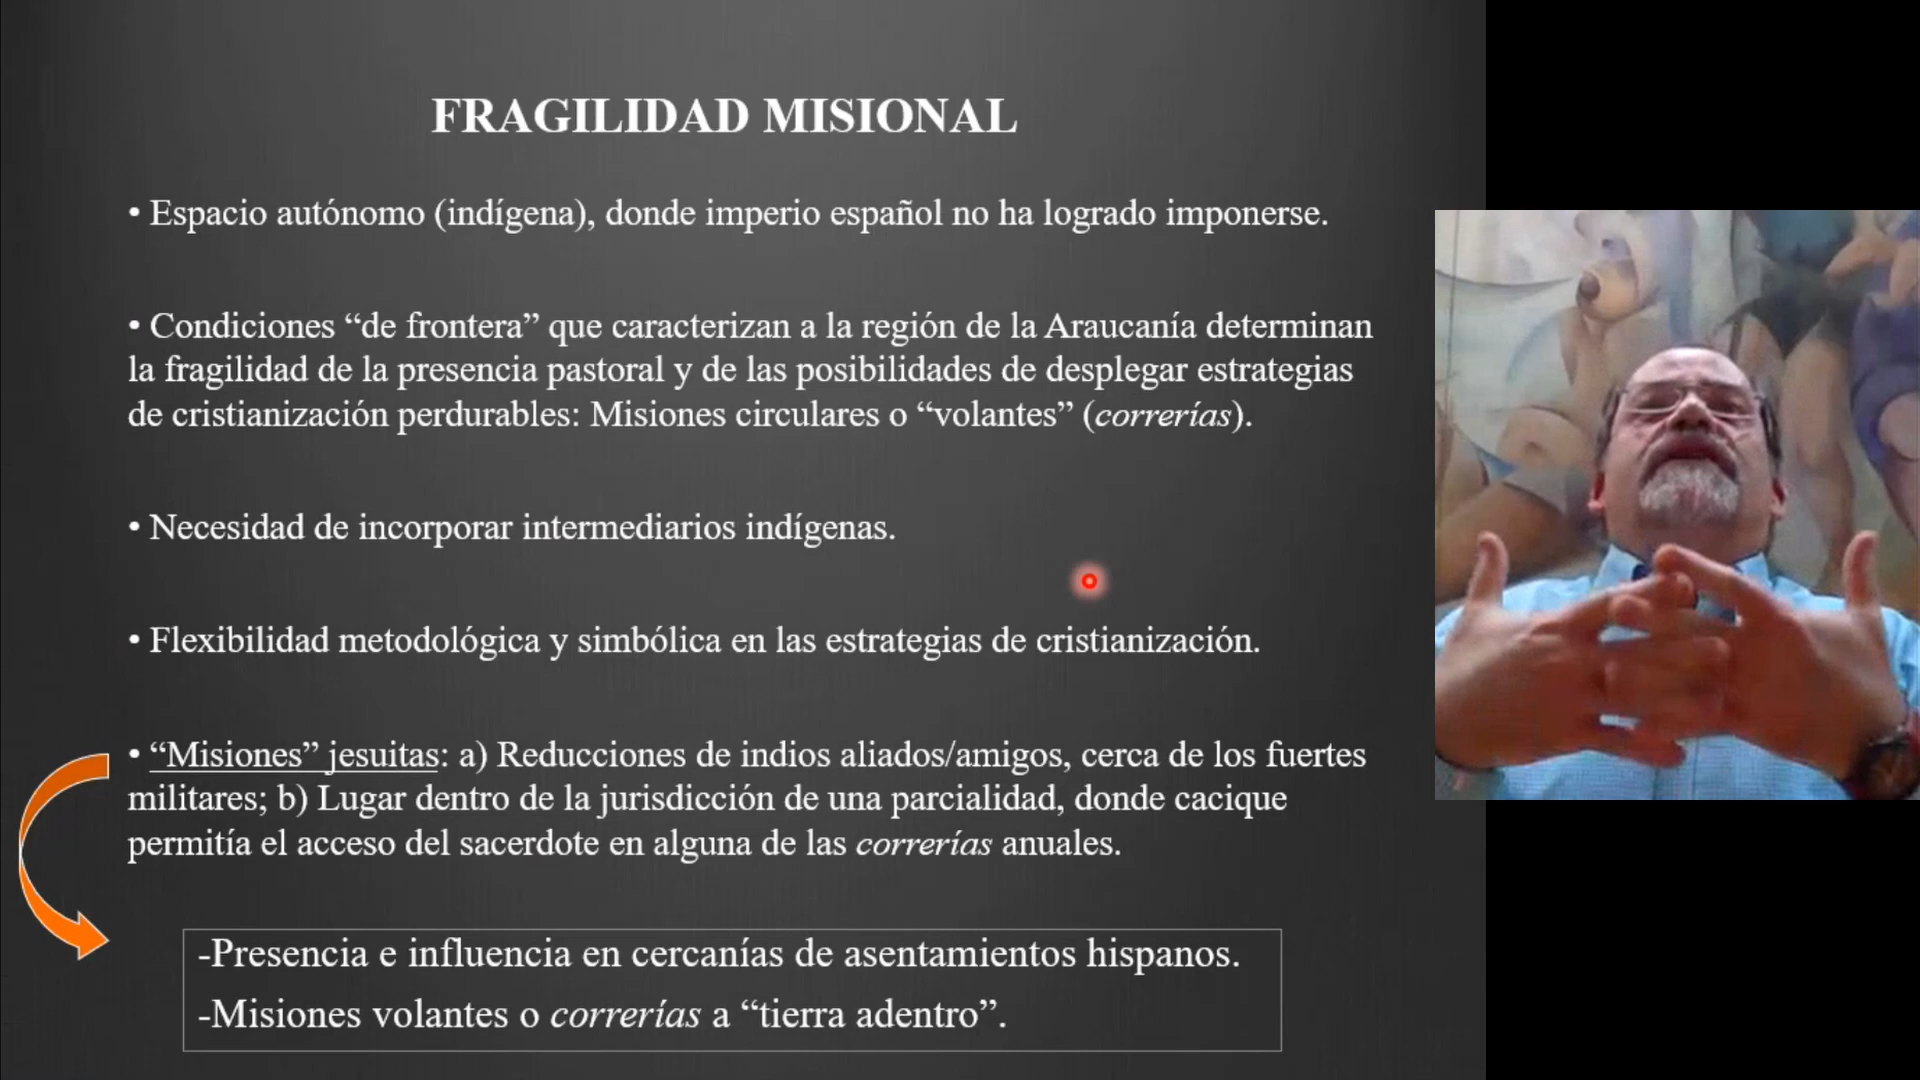 FRAGILIDAD MISIONAL
• Espacio autónomo (indígena), donde imperio español no ha logrado imponerse.
• Condiciones “de frontera” que caracterizan a la región de la Araucanía determinan
la fragilidad de la presencia pastoral y de las posibilidades de desplegar estrategias
de cristianización perdurables: Misiones circulares o “volantes” (correrías).
• Necesidad de incorporar intermediarios indígenas.
• Flexibilidad metodológica y simbólica en las estrategias de cristianización.
• “Misiones” jesuitas: a) Reducciones de indios aliados/amigos, cerca de los fuertes
militares; b) Lugar dentro de la jurisdicción de una parcialidad, donde cacique
permitía el acceso del sacerdote en alguna de las correrías anuales.
-Presencia e influencia en cercanías de asentamientos hispanos.
-Misiones volantes o correrías a “tierra adentro”.